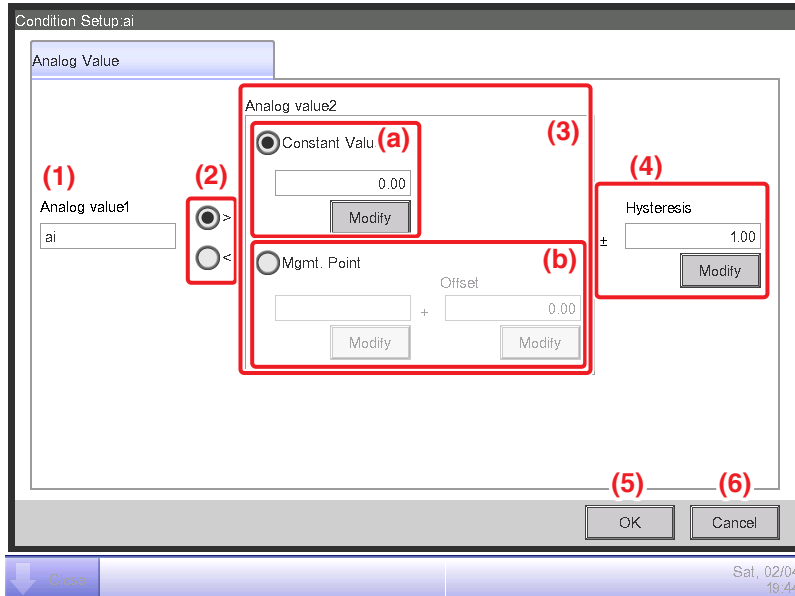 Condition Setup:ai
Analog Value
Analog value2
Constant Valu
(a)
(3)
(1)
(2)
(4)
0.00
Analog value1
Hysteresis
Modify
>
ai
±
1.00
<
Mgmt. Point
(b)
Modify
Offset
+
0.00
Modify
Modify
(5)
(6)
OK
Cancel
Close
Sat, 02/04
19:44